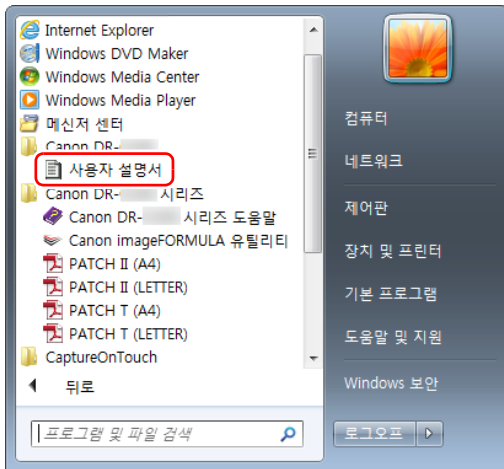 Internet Explorer
Windows DVD Maker
Windows Media Center
Windows Media Player
메신저 센터
Canon DR-
사용자 설명서
Canon DR- 시리즈
Canon DR- 시리즈 도움말
Canon imageFORMULA 유틸리티
PATCH II (A4)
PATCH II (LETTER)
PATCH T (A4)
PATCH T (LETTER)
CaptureOnTouch
뒤로
프로그램 및 파일 검색
컴퓨터
네트워크
제어판
장치 및 프린터
기본 프로그램
도움말 및 지원
Windows 보안
로그오프